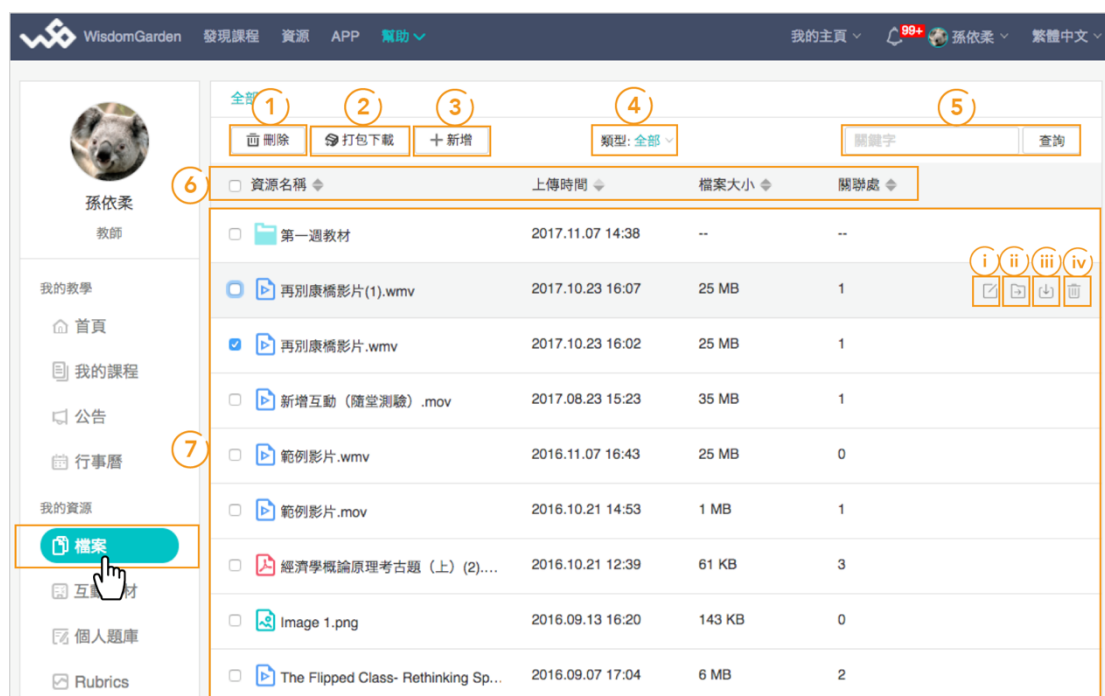 WisdomGarden 發現課程 資源 APP 幫助 我的主頁 99+ 孫依柔 繁體中文
孫依柔
教師
我的教學
首頁
我的課程
公告
行事曆
我的資源
檔案
個人題庫
Rubrics
全部
1 2 3 4 5
刪除 打包下載 新增 類型: 全部 關鍵字 查詢
6 資源名稱 上傳時間 檔案大小 關聯處
第一週教材 2017.11.07 14:38 -- --
i ii iii iv
再別康橋影片(1).wmv 2017.10.23 16:07 25 MB 1
再別康橋影片.wmv 2017.10.23 16:02 25 MB 1
新增互動（隨堂測驗）.mov 2017.08.23 15:23 35 MB 1
7 範例影片.wmv 2016.11.07 16:43 25 MB 0
範例影片.mov 2016.10.21 14:53 1 MB 1
經濟學概論原理考古題（上）(2).... 2016.10.21 12:39 61 KB 3
Image 1.png 2016.09.13 16:20 143 KB 0
The Flipped Class- Rethinking Sp... 2016.09.07 17:04 6 MB 2